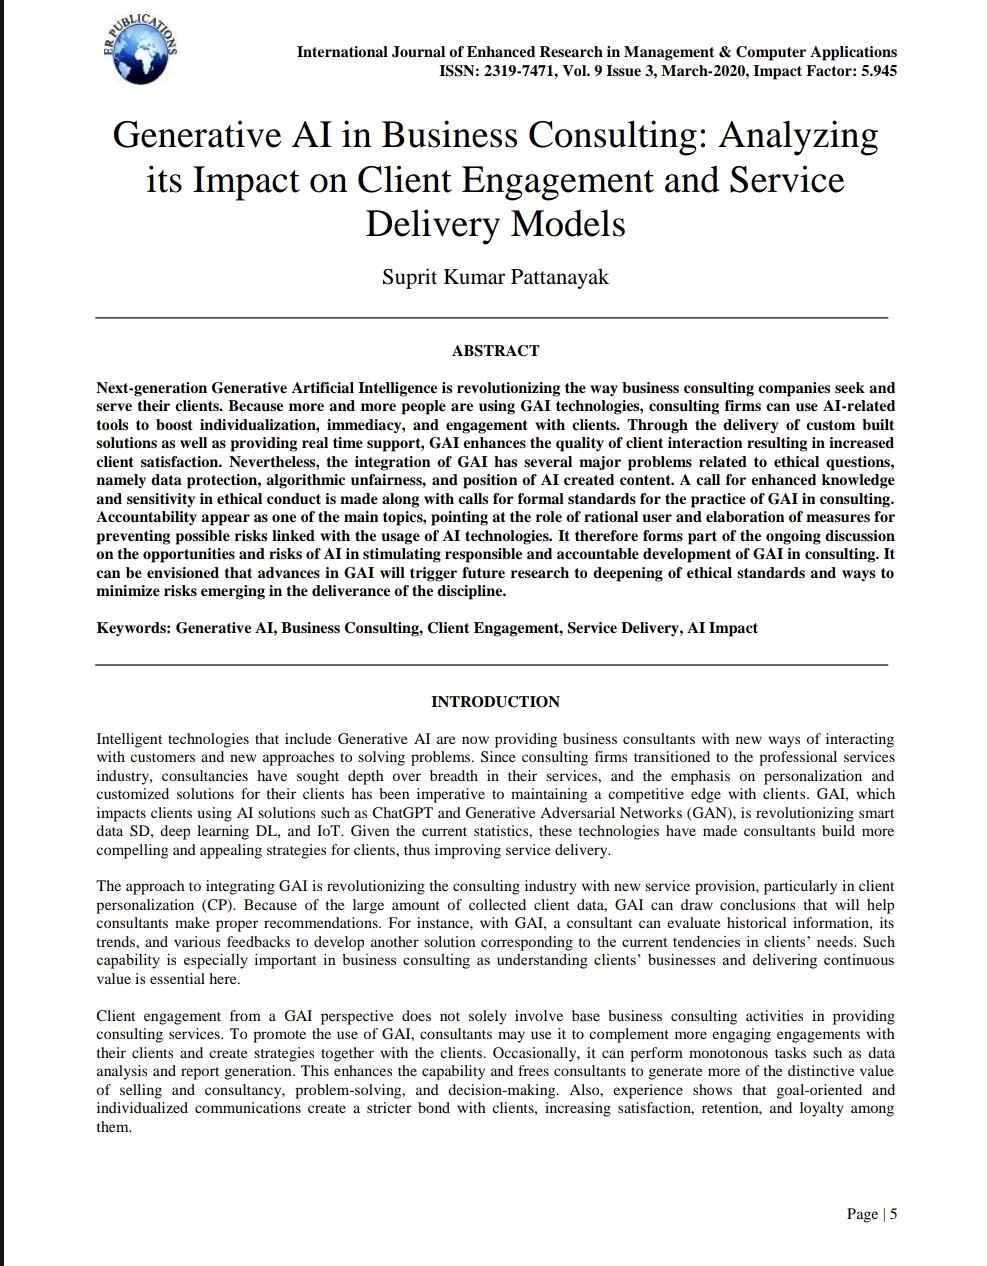 ER PUBLICATIONS
International Journal of Enhanced Research in Management & Computer Applications
ISSN: 2319-7471, Vol. 9 Issue 3, March-2020, Impact Factor: 5.945
Generative AI in Business Consulting: Analyzing
its Impact on Client Engagement and Service
Delivery Models
Suprit Kumar Pattanayak
ABSTRACT
Next-generation Generative Artificial Intelligence is revolutionizing the way business consulting companies seek and
serve their clients. Because more and more people are using GAI technologies, consulting firms can use AI-related
tools to boost individualization, immediacy, and engagement with clients. Through the delivery of custom built
solutions as well as providing real time support, GAI enhances the quality of client interaction resulting in increased
client satisfaction. Nevertheless, the integration of GAI has several major problems related to ethical questions,
namely data protection, algorithmic unfairness, and position of AI created content. A call for enhanced knowledge
and sensitivity in ethical conduct is made along with calls for formal standards for the practice of GAI in consulting.
Accountability appear as one of the main topics, pointing at the role of rational user and elaboration of measures for
preventing possible risks linked with the usage of AI technologies. It therefore forms part of the ongoing discussion
on the opportunities and risks of AI in stimulating responsible and accountable development of GAI in consulting. It
can be envisioned that advances in GAI will trigger future research to deepening of ethical standards and ways to
minimize risks emerging in the deliverance of the discipline.
Keywords: Generative AI, Business Consulting, Client Engagement, Service Delivery, AI Impact
INTRODUCTION
Intelligent technologies that include Generative AI are now providing business consultants with new ways of interacting
with customers and new approaches to solving problems. Since consulting firms transitioned to the professional services
industry, consultancies have sought depth over breadth in their services, and the emphasis on personalization and
customized solutions for their clients has been imperative to maintaining a competitive edge with clients. GAI, which
impacts clients using AI solutions such as ChatGPT and Generative Adversarial Networks (GAN), is revolutionizing smart
data SD, deep learning DL, and IoT. Given the current statistics, these technologies have made consultants build more
compelling and appealing strategies for clients, thus improving service delivery.
The approach to integrating GAI is revolutionizing the consulting industry with new service provision, particularly in client
personalization (CP). Because of the large amount of collected client data, GAI can draw conclusions that will help
consultants make proper recommendations. For instance, with GAI, a consultant can evaluate historical information, its
trends, and various feedbacks to develop another solution corresponding to the current tendencies in clients’ needs. Such
capability is especially important in business consulting as understanding clients’ businesses and delivering continuous
value is essential here.
Client engagement from a GAI perspective does not solely involve base business consulting activities in providing
consulting services. To promote the use of GAI, consultants may use it to complement more engaging engagements with
their clients and create strategies together with the clients. Occasionally, it can perform monotonous tasks such as data
analysis and report generation. This enhances the capability and frees consultants to generate more of the distinctive value
of selling and consultancy, problem-solving, and decision-making. Also, experience shows that goal-oriented and
individualized communications create a stricter bond with clients, increasing satisfaction, retention, and loyalty among
them.
Page | 5